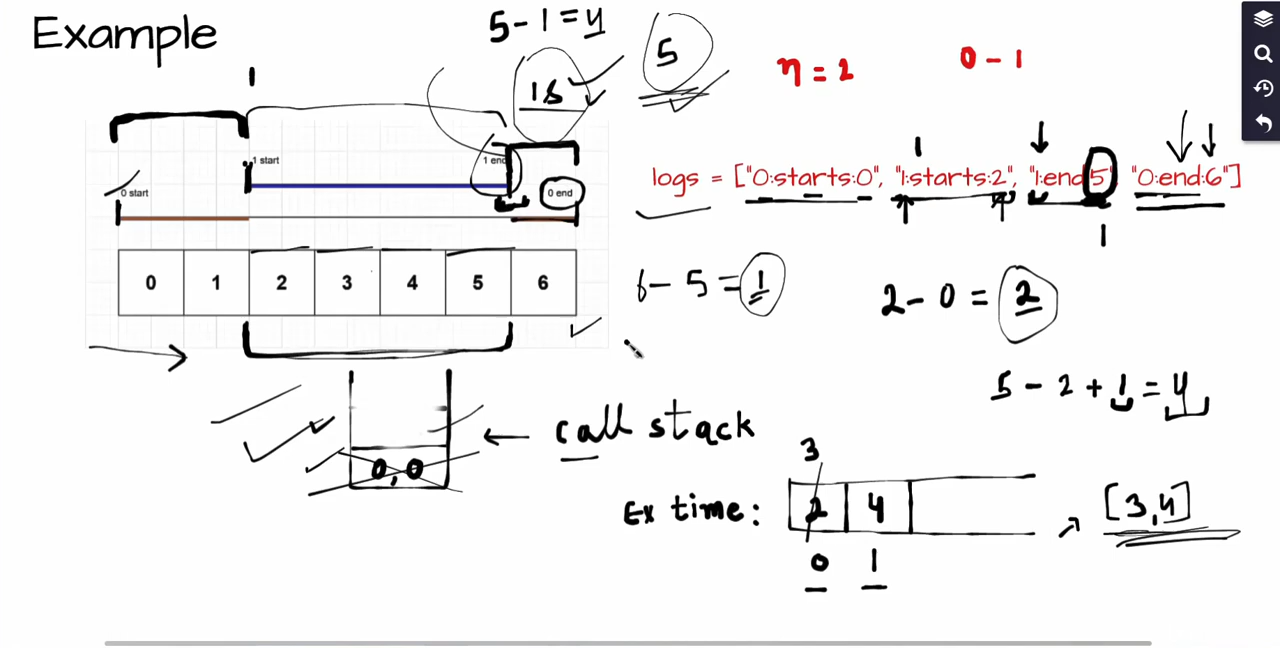 Example
5 - 1 = 4
1s
5
n = 2
0 - 1
1
1 start
1 end
0 start
0 end
1
logs = ["0:starts:0", "1:starts:2", "1:end:5" "0:end:6"]
1
0 1 2 3 4 5 6
6 - 5 = 1
2 - 0 = 2
5 - 2 + 1 = 4
call stack
0, 0
3
Ex time: 2 4
[3,4]
0 1